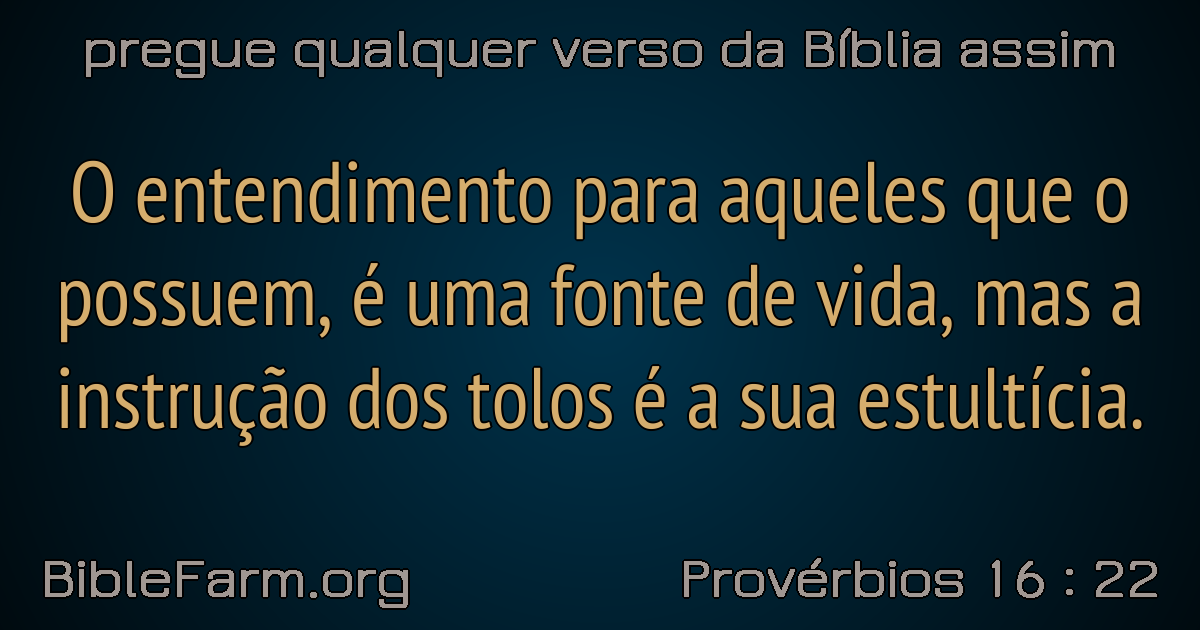 pregue qualquer verso da Bíblia assim
O entendimento para aqueles que o
possuem, é uma fonte de vida, mas a
instrução dos tolos é a sua estultícia.
BibleFarm.org
Provérbios 16 : 22